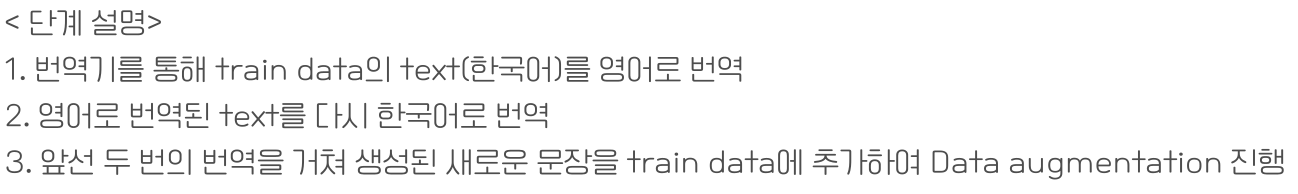 < 단계 설명>
1. 번역기를 통해 train data의 text(한국어)를 영어로 번역
2. 영어로 번역된 text를 다시 한국어로 번역
3. 앞선 두 번의 번역을 거쳐 생성된 새로운 문장을 train data에 추가하여 Data augmentation 진행